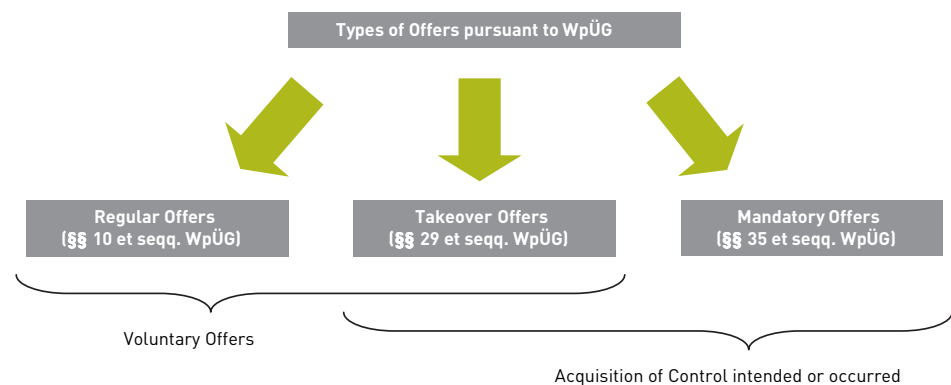 Types of Offers pursuant to WpÜG
Regular Offers
(§§ 10 et seqq. WpÜG)
Takeover Offers
(§§ 29 et seqq. WpÜG)
Mandatory Offers
(§§ 35 et seqq. WpÜG)
Voluntary Offers
Acquisition of Control intended or occurred